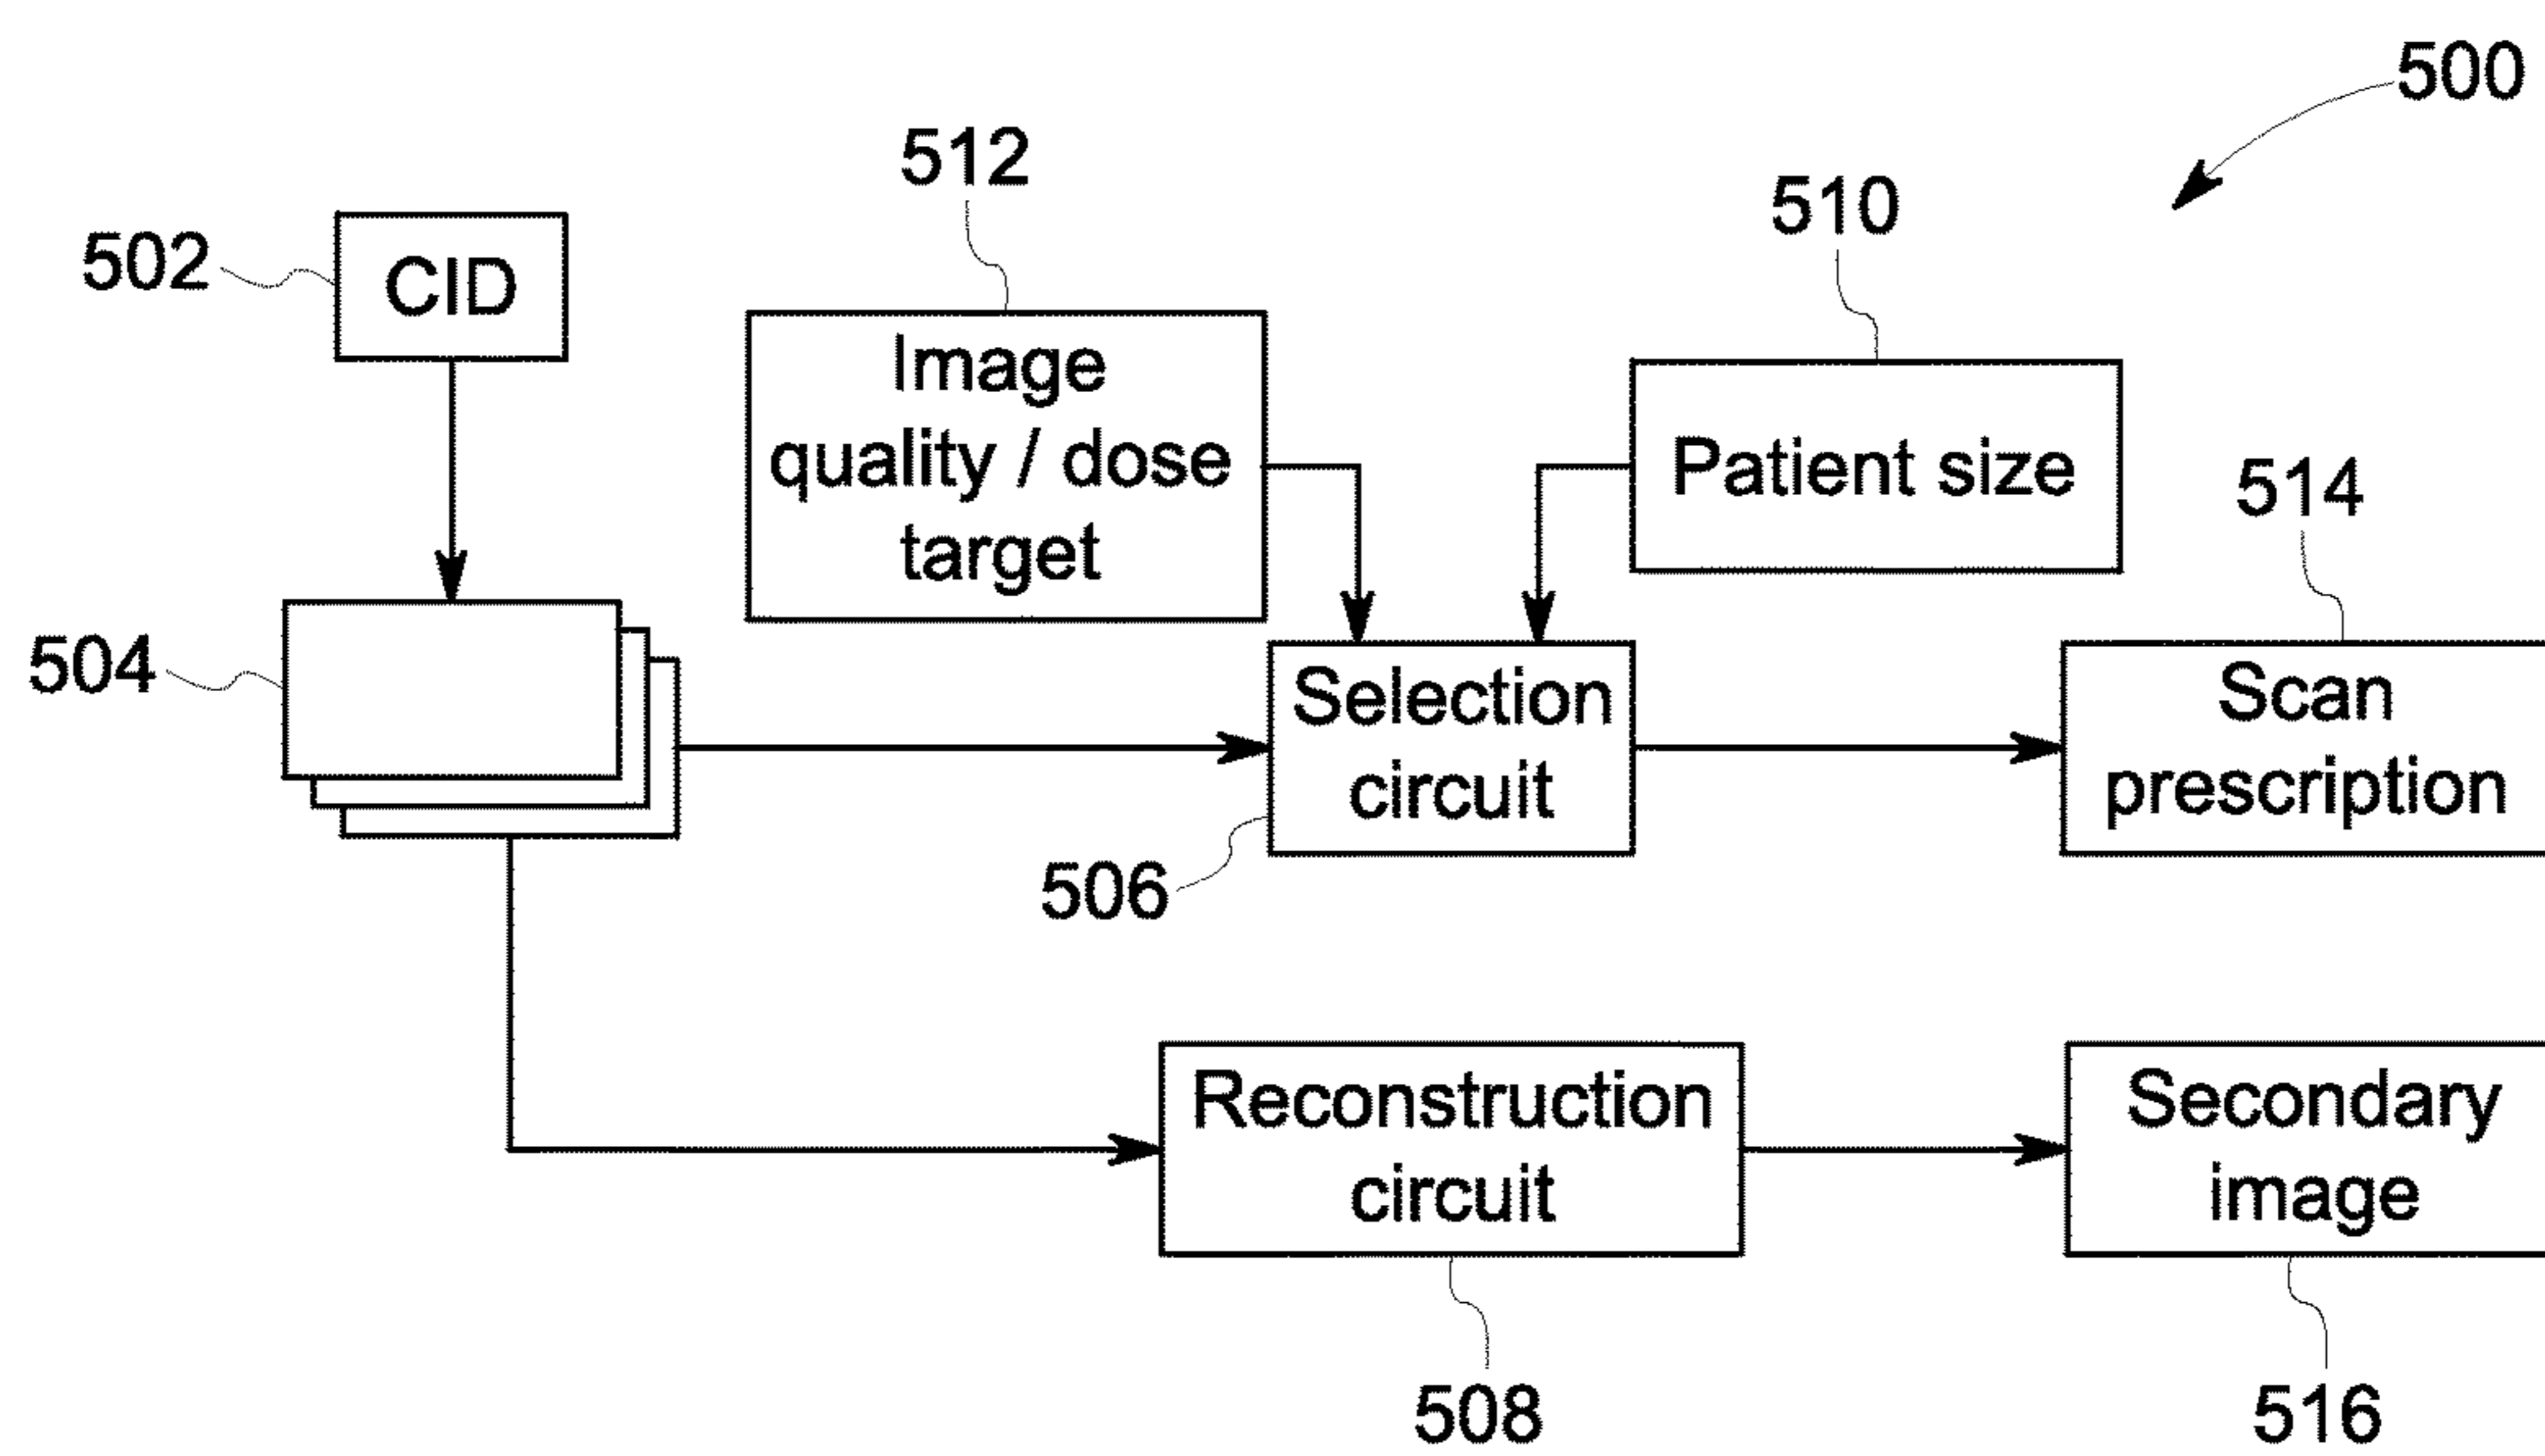 500
512
510
502
CID
Image
quality / dose
target
Patient size
514
504
Selection
circuit
Scan
prescription
506
Reconstruction
circuit
Secondary
image
508
516